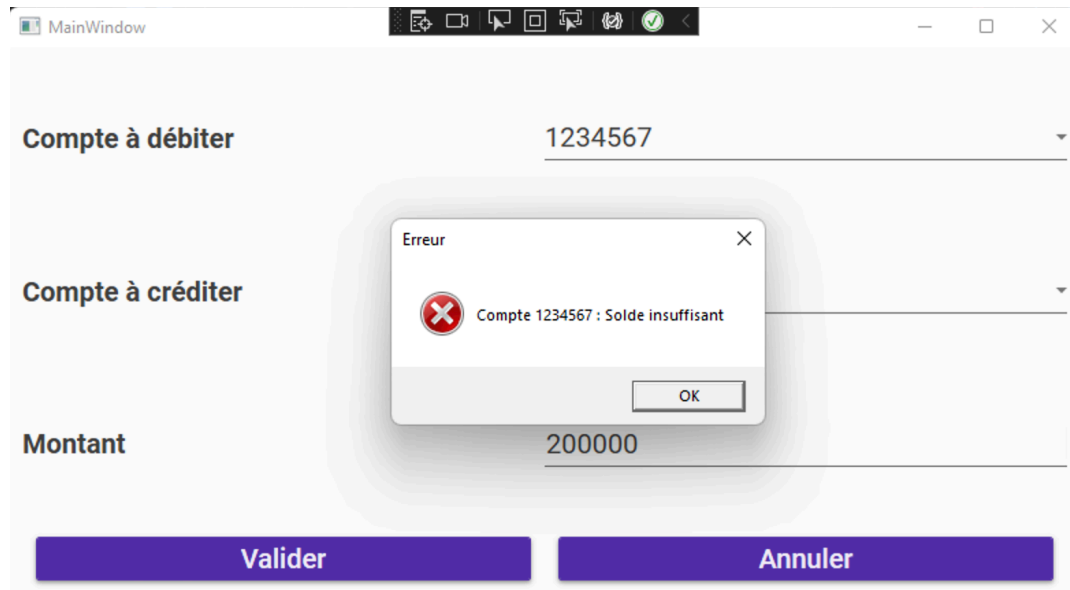 MainWindow
Compte à débiter
1234567
Erreur
Compte à créditer
Compte 1234567 : Solde insuffisant
OK
Montant
200000
Valider
Annuler